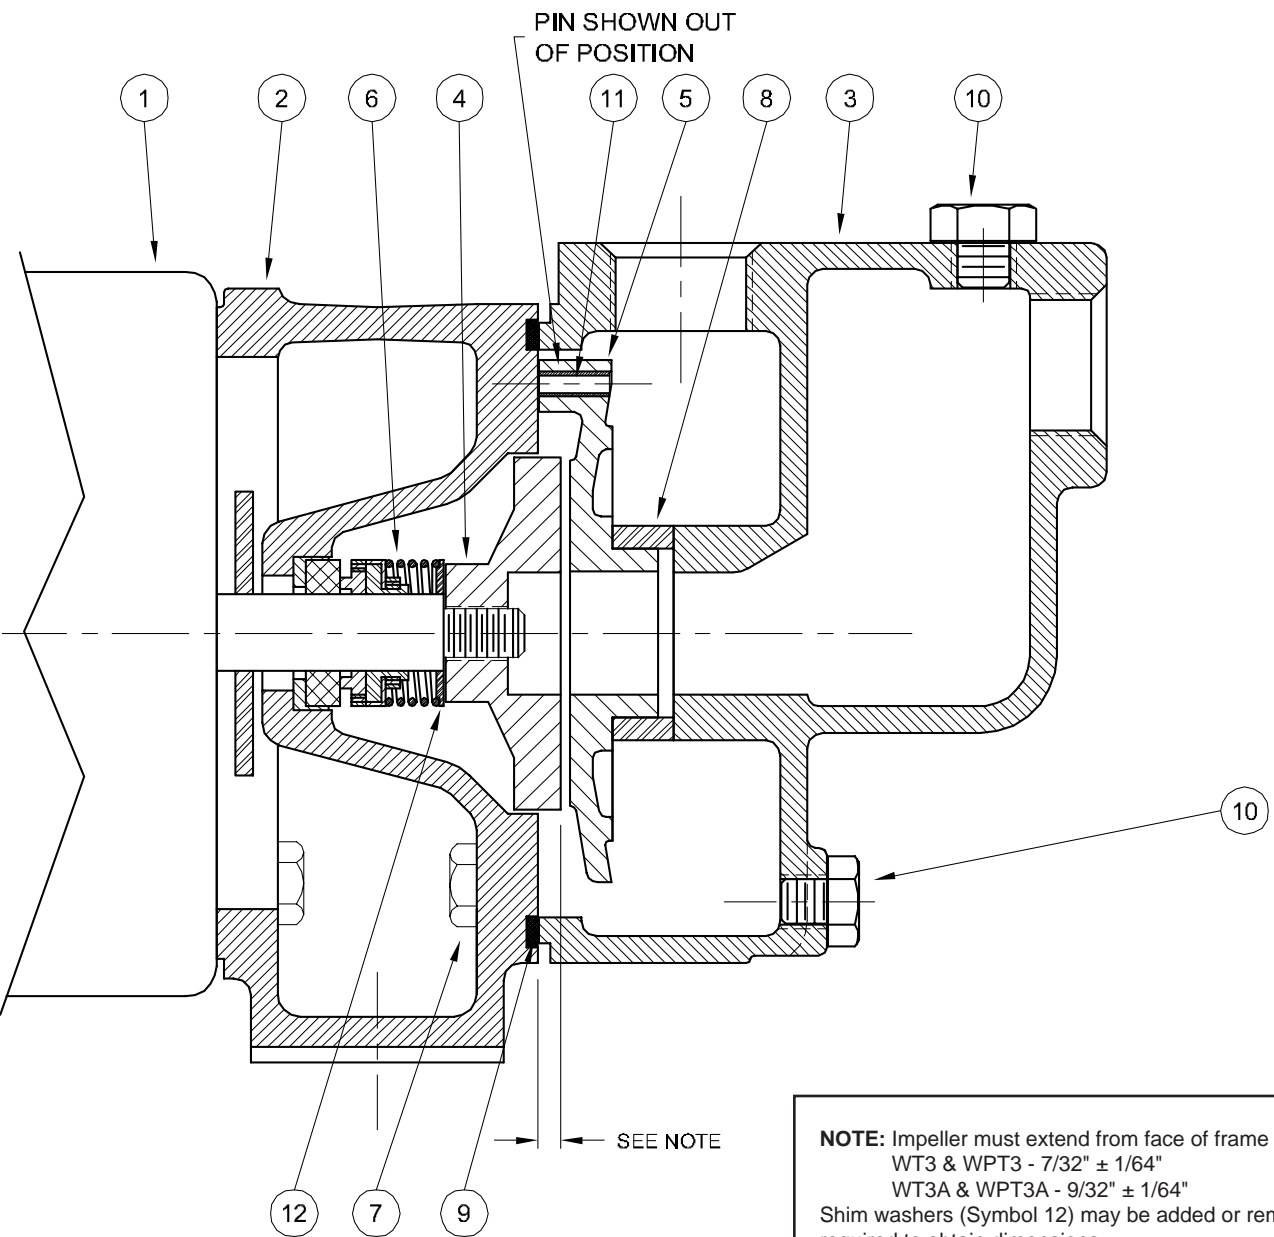 PIN SHOWN OUT
OF POSITION
1 2 6 4 11 5 8 3 10
10
SEE NOTE
NOTE: Impeller must extend from face of frame
WT3 & WPT3 - 7/32" ± 1/64"
WT3A & WPT3A - 9/32" ± 1/64"
Shim washers (Symbol 12) may be added or
12 7 9